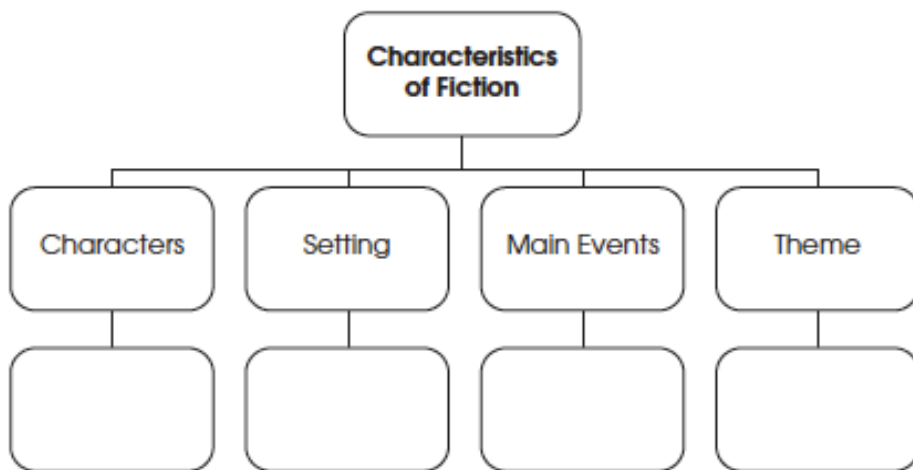 Characteristics
of Fiction
Characters
Setting
Main Events
Theme